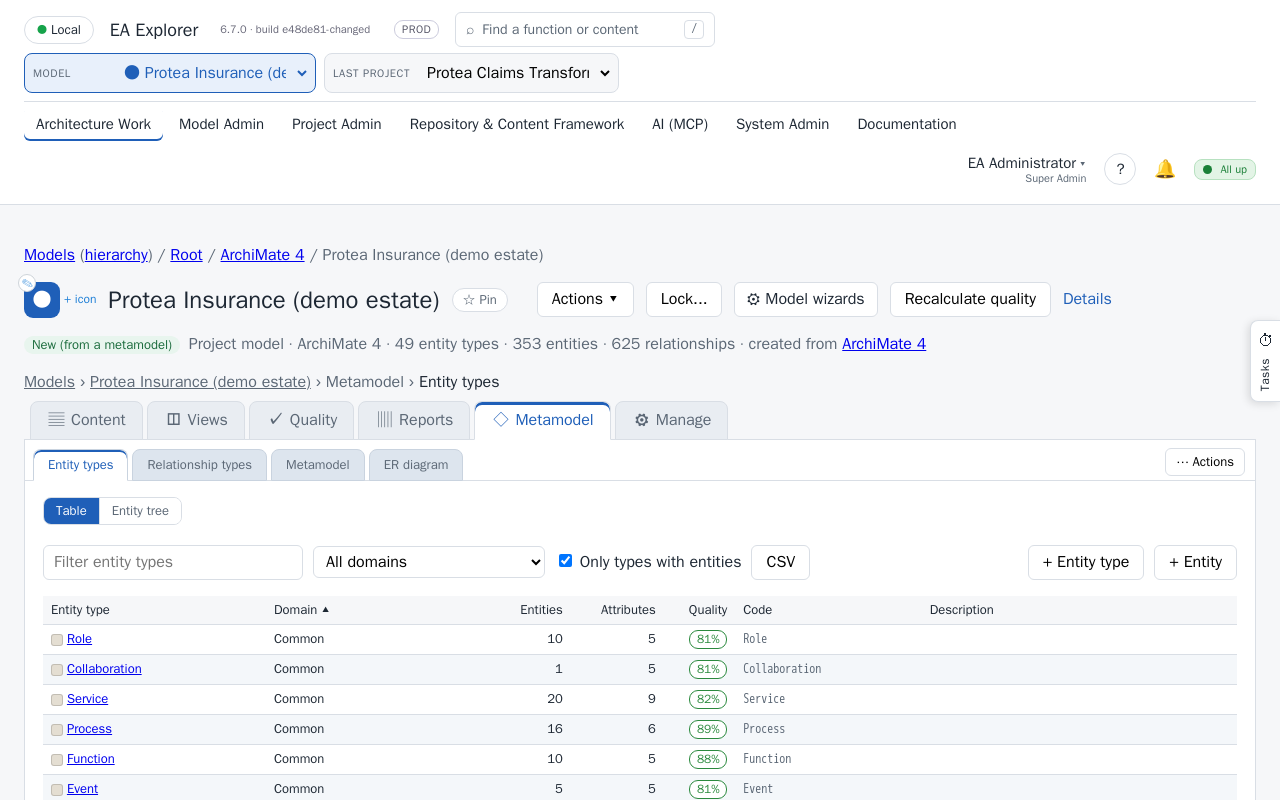 Local
EA Explorer
6.7.0 · build e48de81-changed
PROD
Find a function or content
/
MODEL
Protea Insurance (de
LAST PROJECT
Protea Claims Transfor
Architecture Work
Model Admin
Project Admin
Repository & Content Framework
AI (MCP)
System Admin
Documentation
EA Administrator
Super Admin
?
All up
Models (hierarchy) / Root / ArchiMate 4 / Protea Insurance (demo estate)
+ icon
Protea Insurance (demo estate)
☆ Pin
Actions ▾
Lock...
⚙ Model wizards
Recalculate quality
Details
New (from a metamodel)
Project model · ArchiMate 4 · 49 entity types · 353 entities · 625 relationships · created from ArchiMate 4
Tasks
Models › Protea Insurance (demo estate) › Metamodel › Entity types
Content
Views
Quality
Reports
Metamodel
Manage
Entity types
Relationship types
Metamodel
ER diagram
··· Actions
Table
Entity tree
Filter entity types
All domains
Only types with entities
CSV
+ Entity type
+ Entity
Entity type Domain ▲ Entities Attributes Quality Code Description
Role Common 10 5 81% Role
Collaboration Common 1 5 81% Collaboration
Service Common 20 9 82% Service
Process Common 16 6 89% Process
Function Common 10 5 88% Function
Event Common 5 5 81% Event